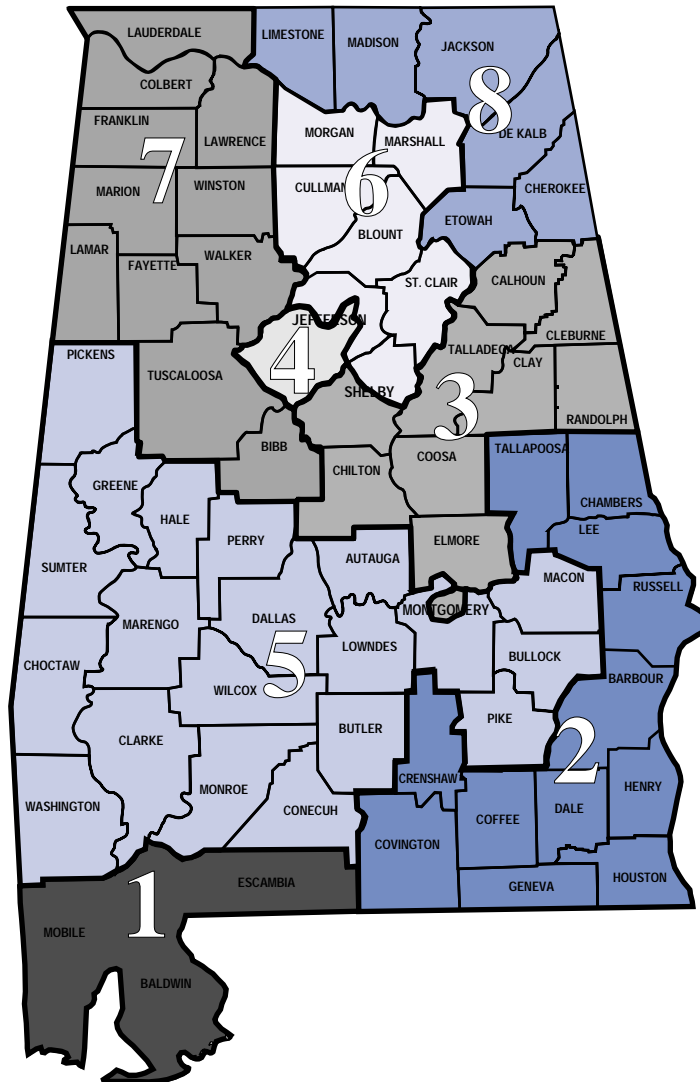 LAUDERDALE
LIMESTONE
MADISON
JACKSON
COLBERT
8
FRANKLIN
MORGAN
MARSHALL
DE KALB
LAWRENCE
7
6
MARION
WINSTON
CULLMAN
CHEROKEE
ETOWAH
BLOUNT
LAMAR
WALKER
FAYETTE
ST. CLAIR
CALHOUN
JEFFERSON
CLEBURNE
PICKENS
TALLADEGA
4
CLAY
TUSCALOOSA
SHELBY
3
RANDOLPH
BIBB
TALLAPOOSA
COOSA
CHILTON
GREENE
CHAMBERS
HALE
LEE
PERRY
ELMORE
AUTAUGA
SUMTER
MACON
RUSSELL
MONTGOMERY
DALLAS
MARENGO
LOWNDES
BULLOCK
CHOCTAW
5
BARBOUR
WILCOX
PIKE
BUTLER
CLARKE
2
CRENSHAW
MONROE
HENRY
WASHINGTON
CONECUH
DALE
COFFEE
COVINGTON
HOUSTON
ESCAMBIA
GENEVA
1
MOBILE
BALDWIN